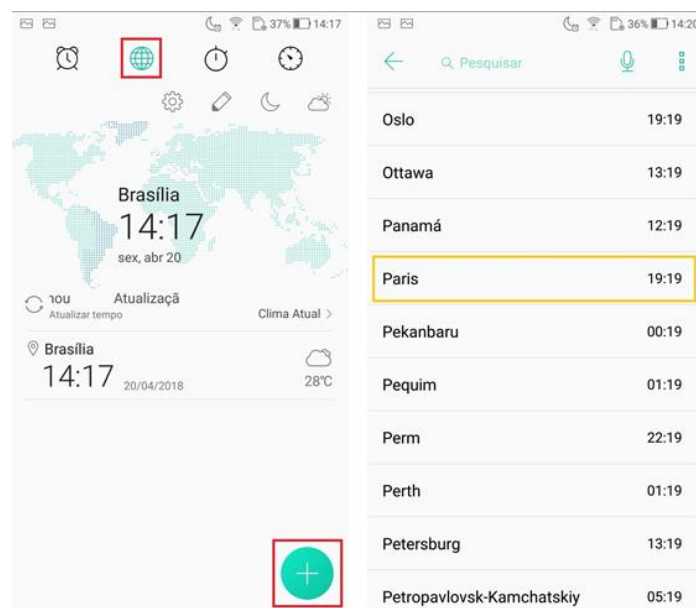 37% 14:17
Brasília
14:17
sex, abr 20
nou Atualizaçã
Atualizar tempo
Clima Atual >
Brasília
14:17 20/04/2018
28°C
36% 14:20
Pesquisar
Oslo 19:19
Ottawa 13:19
Panamá 12:19
Paris 19:19
Pekanbaru 00:19
Pequim 01:19
Perm 22:19
Perth 01:19
Petersburg 13:19
Petropavlovsk-Kamchatskiy 05:19